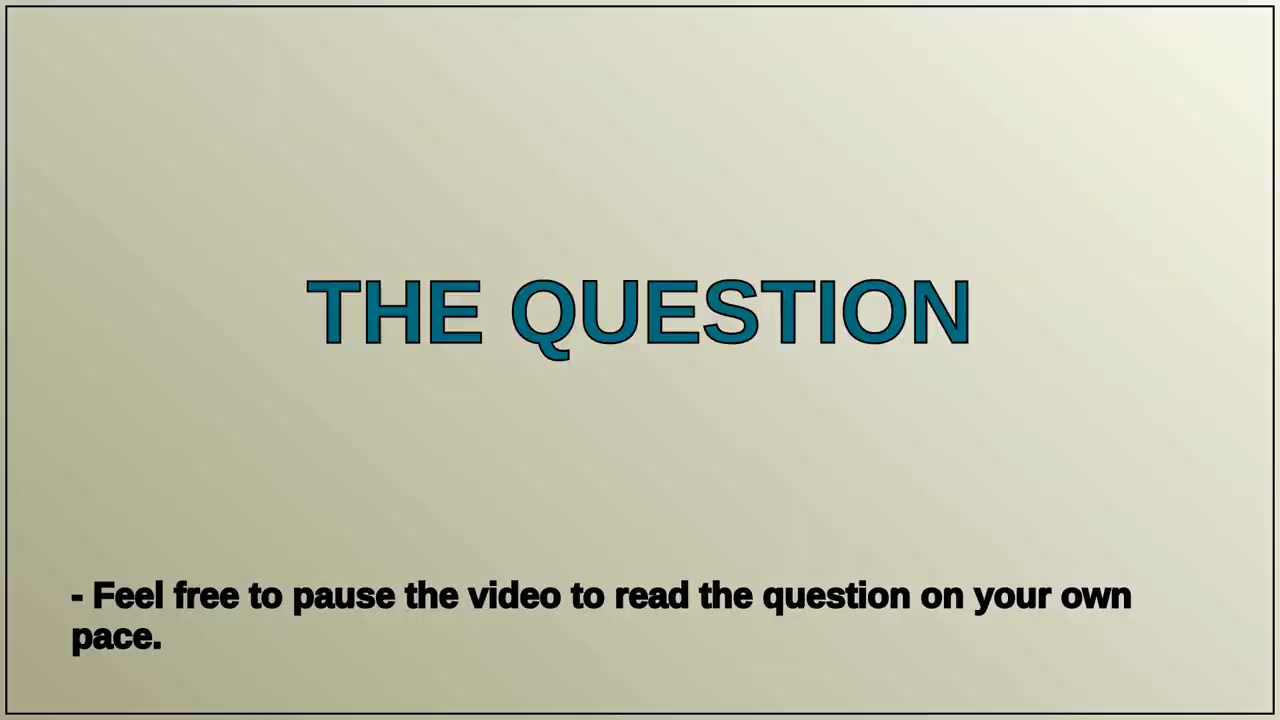 THE QUESTION
- Feel free to pause the video to read the question on your own
pace.